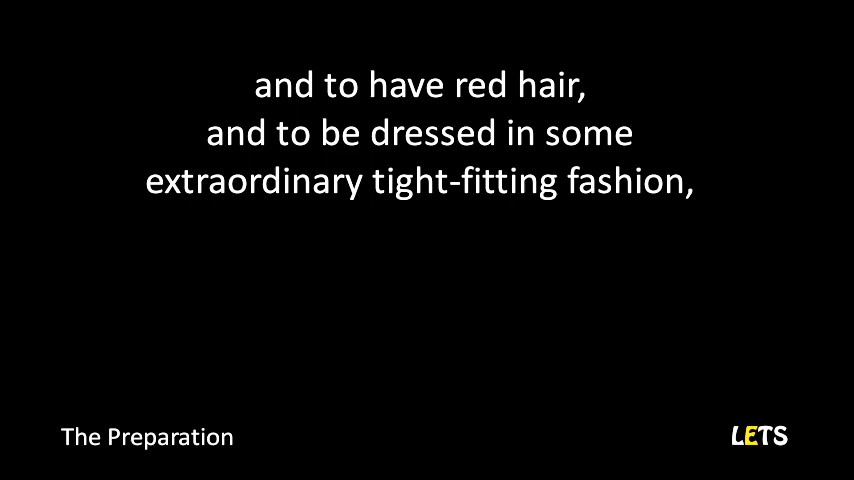 and to have red hair,
and to be dressed in some
extraordinary tight-fitting fashion,
The Preparation
LETS